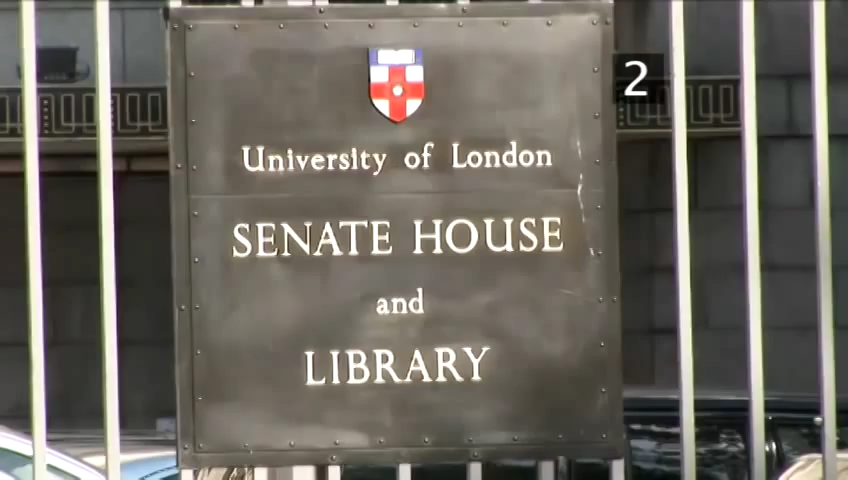 2
University of London
SENATE HOUSE
and
LIBRARY